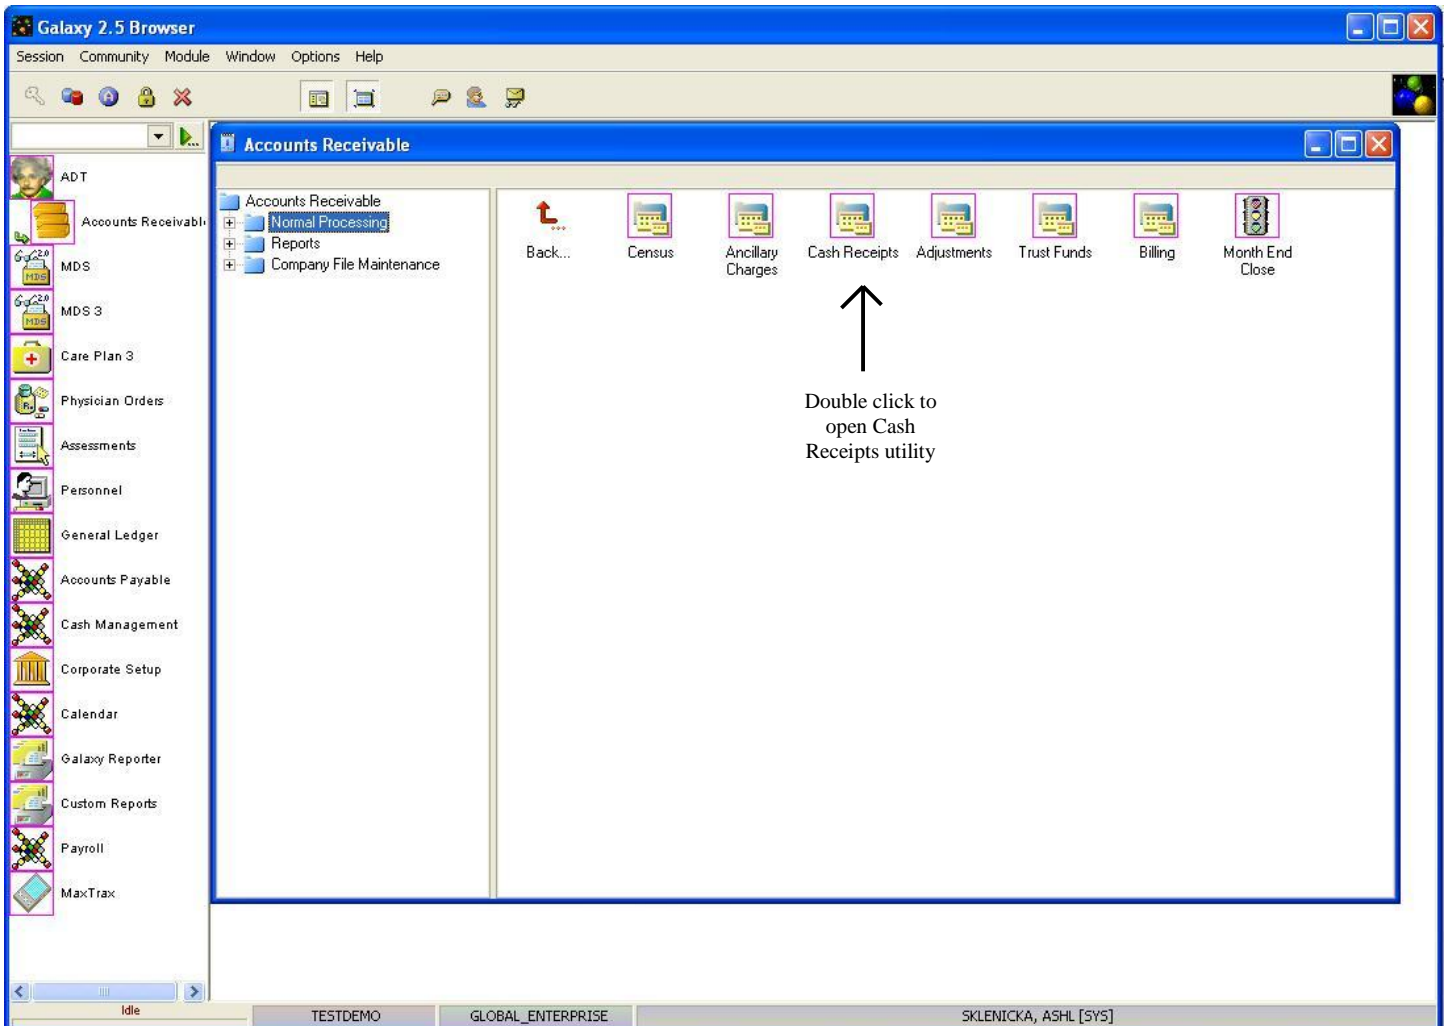 Galaxy 2.5 Browser
Session Community Module Window Options Help
Accounts Receivable
ADT
Accounts Receivabl
MDS
MDS 3
Care Plan 3
Physician Orders
Assessments
Personnel
General Ledger
Accounts Payable
Cash Management
Corporate Setup
Calendar
Galaxy Reporter
Custom Reports
Payroll
MaxTrax
Accounts Receivable
Normal Processing
Reports
Company File Maintenance
Back...
Census
Ancillary
Charges
Cash Receipts
Adjustments
Trust Funds
Billing
Month End
Close
Double click to
open Cash
Receipts utility
Idle
TESTDEMO
GLOBAL_ENTERPRISE
SKLENICKA, ASHL [SYS]